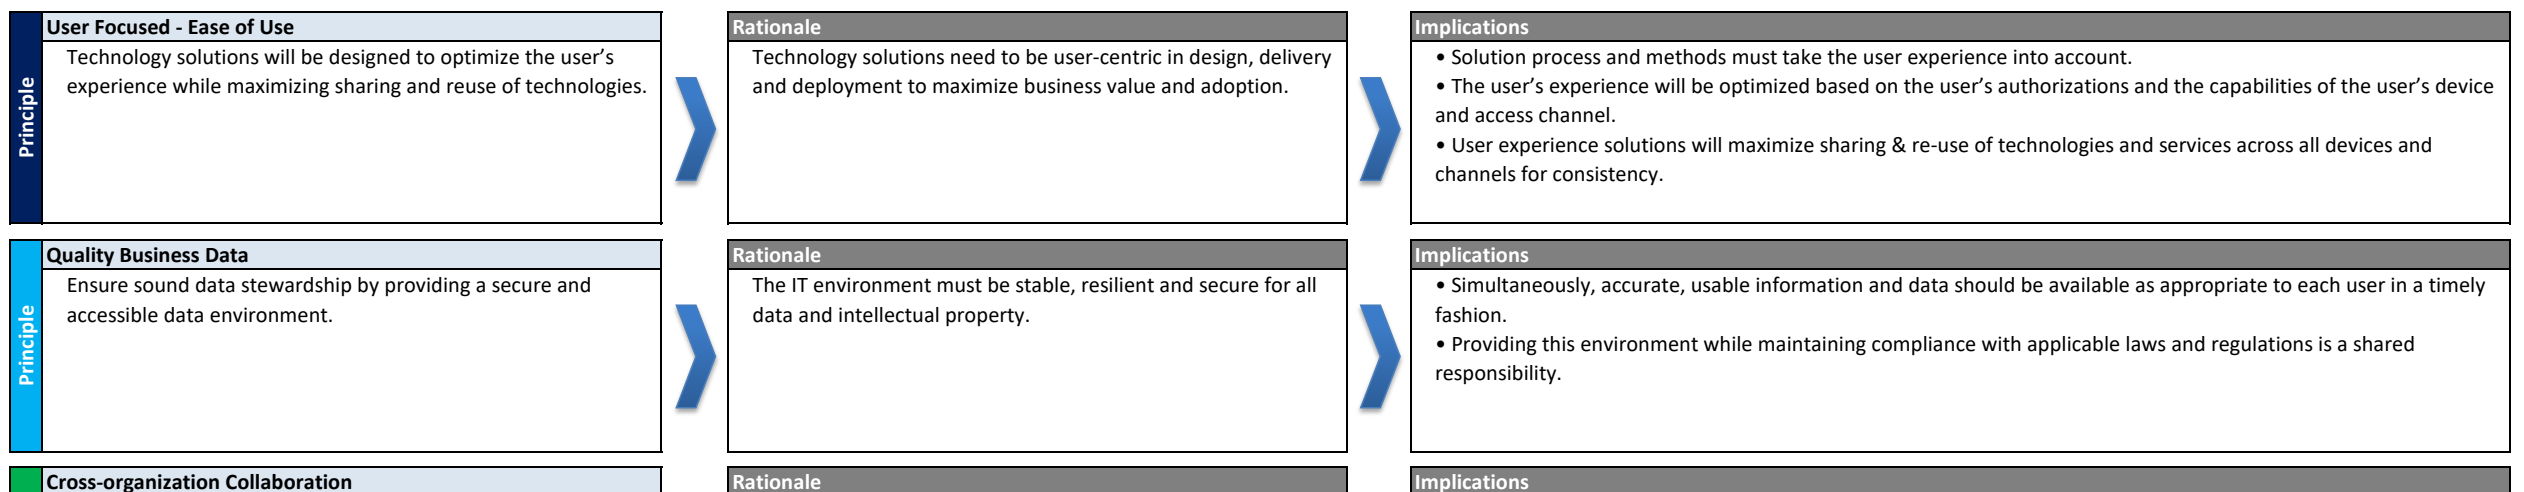 Principle
User Focused - Ease of Use
Technology solutions will be designed to optimize the user’s
experience while maximizing sharing and reuse of technologies.
Rationale
Technology solutions need to be user-centric in design, delivery
and deployment to maximize business value and adoption.
Implications
• Solution process and methods must take the user experience into account.
• The user’s experience will be optimized based on the user’s authorizations and the capabilities of the user’s device
and access channel.
• User experience solutions will maximize sharing & re-use of technologies and services across all devices and
channels for consistency.
Principle
Quality Business Data
Ensure sound data stewardship by providing a secure and
accessible data environment.
Rationale
The IT environment must be stable, resilient and secure for all
data and intellectual property.
Implications
• Simultaneously, accurate, usable information and data should be available as appropriate to each user in a timely
fashion.
• Providing this environment while maintaining compliance with applicable laws and regulations is a shared
responsibility.
Cross-organization Collaboration
Rationale
Implications